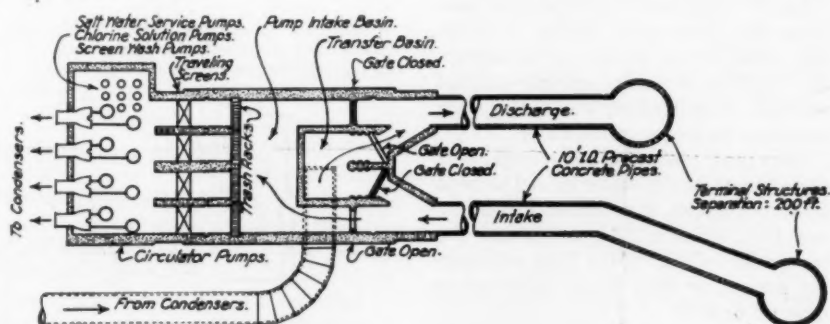 Salt Water Service Pumps.
Chlorine Solution Pumps.
Screen Wash Pumps.
Traveling
Screens.
Pump Intake Basin.
Transfer Basin.
Gate Closed.
To Condensers.
Trash Racks
Gate Open.
Gate Closed.
Discharge.
10' I.D. Precast
Concrete Pipes.
Intake
Terminal Structures.
Separation: 200 ft.
Circulator Pumps.
Gate Open.
From Condensers.